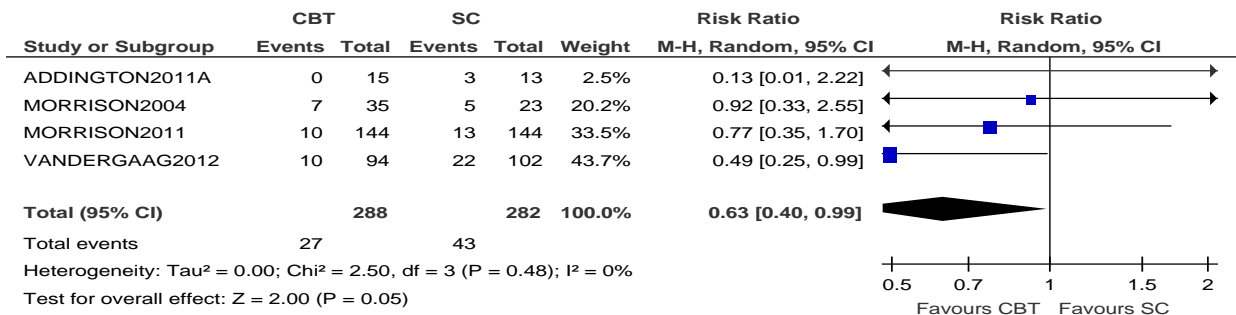 CBT SC Risk Ratio Risk Ratio
Study or Subgroup Events Total Events Total Weight M-H, Random, 95% CI M-H, Random, 95% CI
ADDINGTON2011A 0 15 3 13 2.5% 0.13 [0.01, 2.22]
MORRISON2004 7 35 5 23 20.2% 0.92 [0.33, 2.55]
MORRISON2011 10 144 13 144 33.5% 0.77 [0.35, 1.70]
VANDERGAAG2012 10 94 22 102 43.7% 0.49 [0.25, 0.99]
Total (95% CI) 288 282 100.0% 0.63 [0.40, 0.99]
Total events 27 43
Heterogeneity: Tau² = 0.00; Chi² = 2.50, df = 3 (P = 0.48); I² = 0%
Test for overall effect: Z = 2.00 (P = 0.05)
0.5 0.7 1 1.5 2
Favours CBT Favours SC